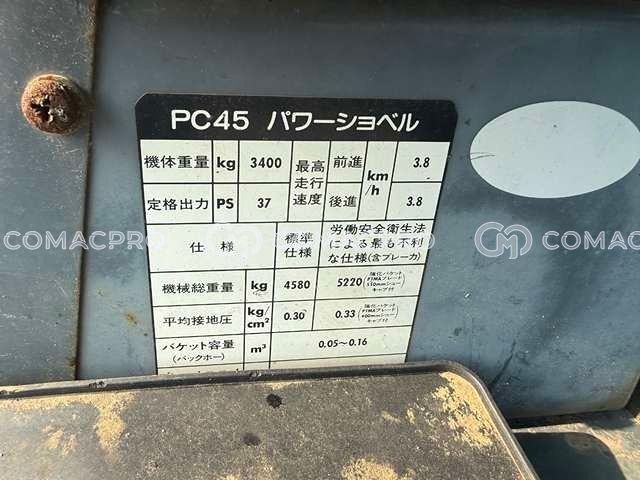 PC45 パワーショベル
機体重量 kg 3400 最高走行速度 前進 km/h 3.8
定格出力 PS 37 後進 3.8
仕様 標準仕様 労働安全衛生法による最も不利な仕様(含ブレーカ)
機械総重量 kg 4580 5220
平均接地圧 kg/cm² 0.30 0.33
バケット容量(バックホー) m³ 0.05~0.16
COMACPRO COMACPRO